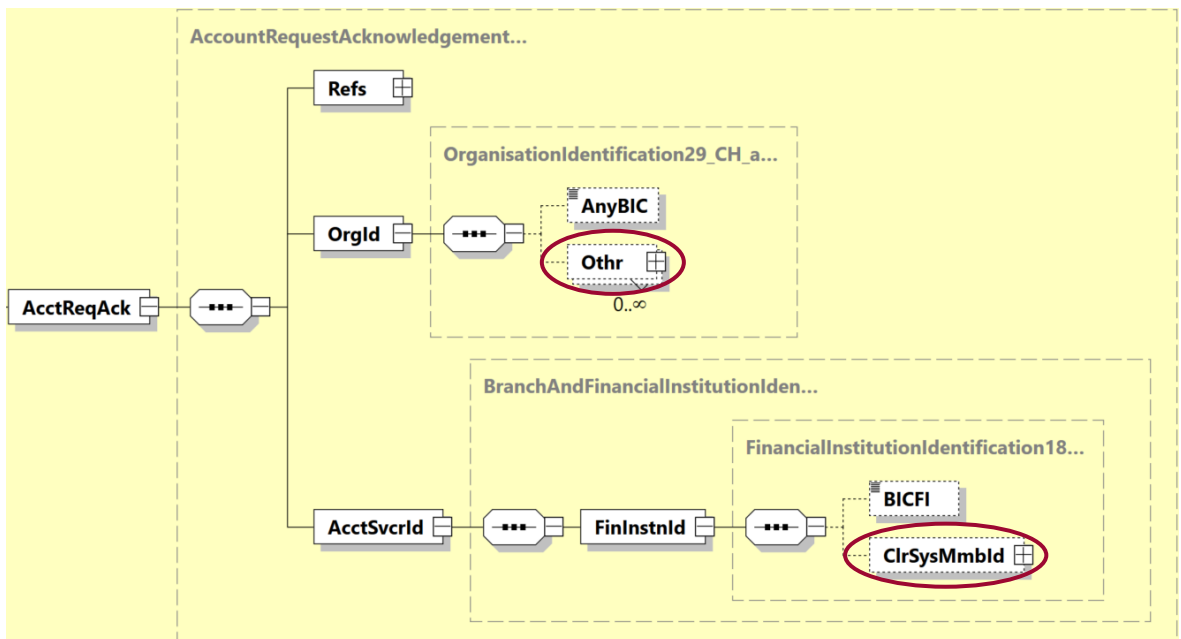 AccountRequestAcknowledgement...
Refs
OrganisationIdentification29_CH_a...
AnyBIC
OrgId
Othr
0..∞
AcctReqAck
BranchAndFinancialInstitutionIden...
FinancialInstitutionIdentification18...
BICFI
AcctSvcrId
FinInstnId
ClrSysMmbId